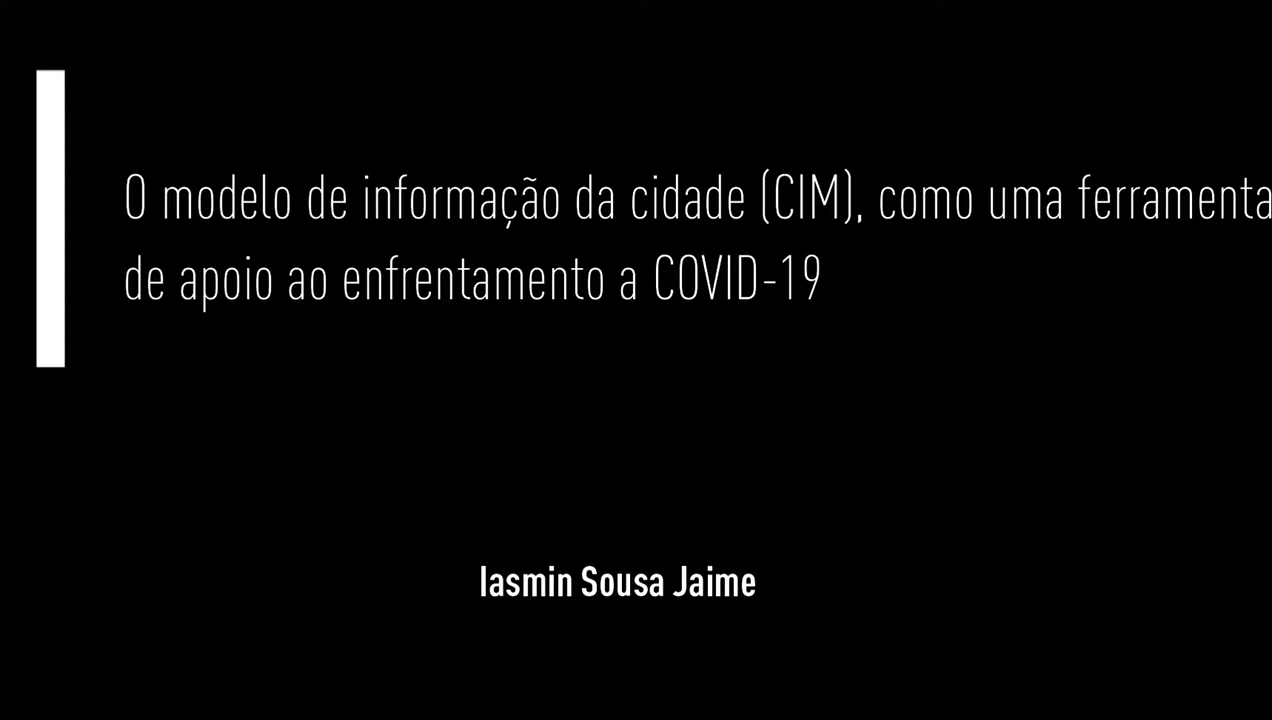 O modelo de informação da cidade (CIM), como uma ferramenta
de apoio ao enfrentamento a COVID-19
Iasmin Sousa Jaime